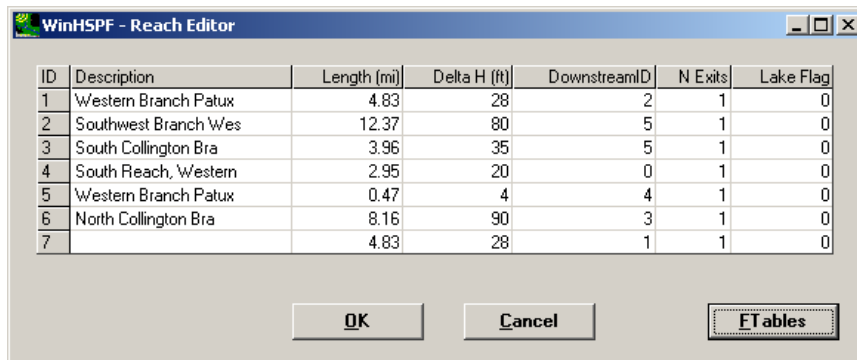 WinHSPF - Reach Editor
ID Description Length (mi) Delta H (ft) DownstreamID N Exits Lake Flag
1 Western Branch Patux 4.83 28 2 1 0
2 Southwest Branch Wes 12.37 80 5 1 0
3 South Collington Bra 3.96 35 5 1 0
4 South Reach, Western 2.95 20 0 1 0
5 Western Branch Patux 0.47 4 4 1 0
6 North Collington Bra 8.16 90 3 1 0
7 4.83 28 1 1 0
OK Cancel FTables